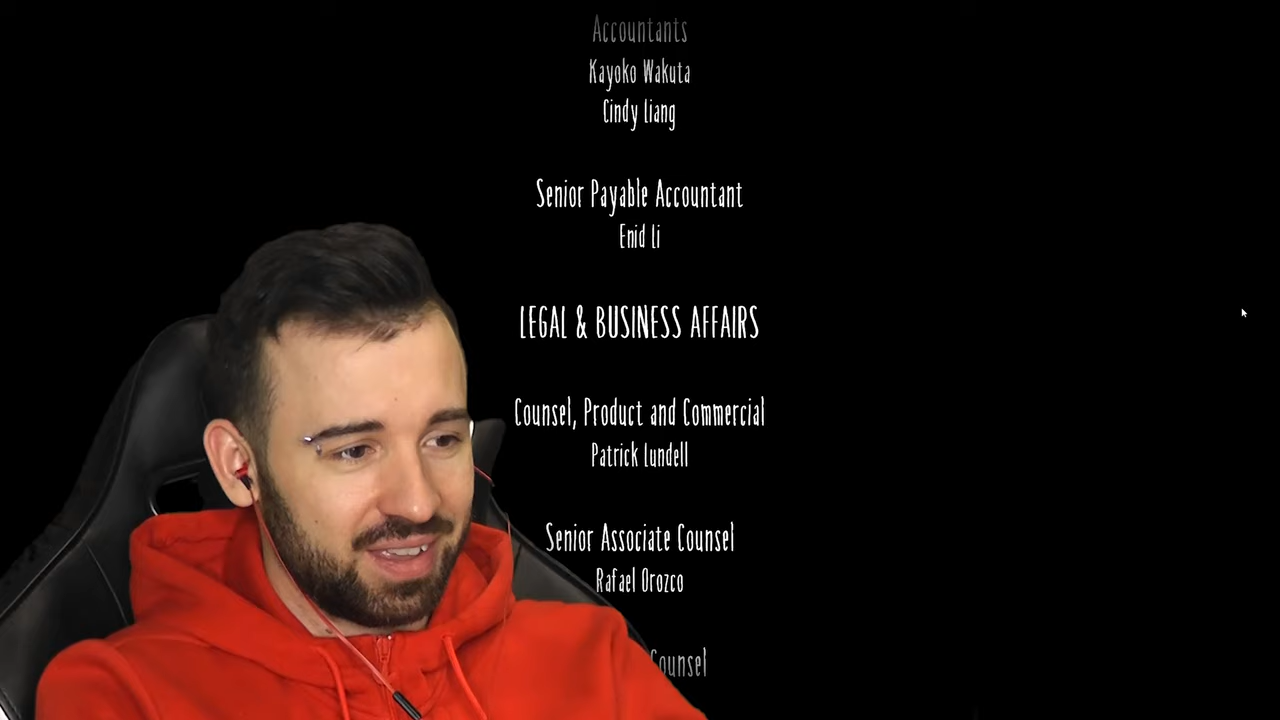 Accountants
Kayoko Wakuta
Cindy Liang
Senior Payable Accountant
Enid Li
LEGAL & BUSINESS AFFAIRS
Counsel, Product and Commercial
Patrick Lundell
Senior Associate Counsel
Rafael Orozco
Counsel